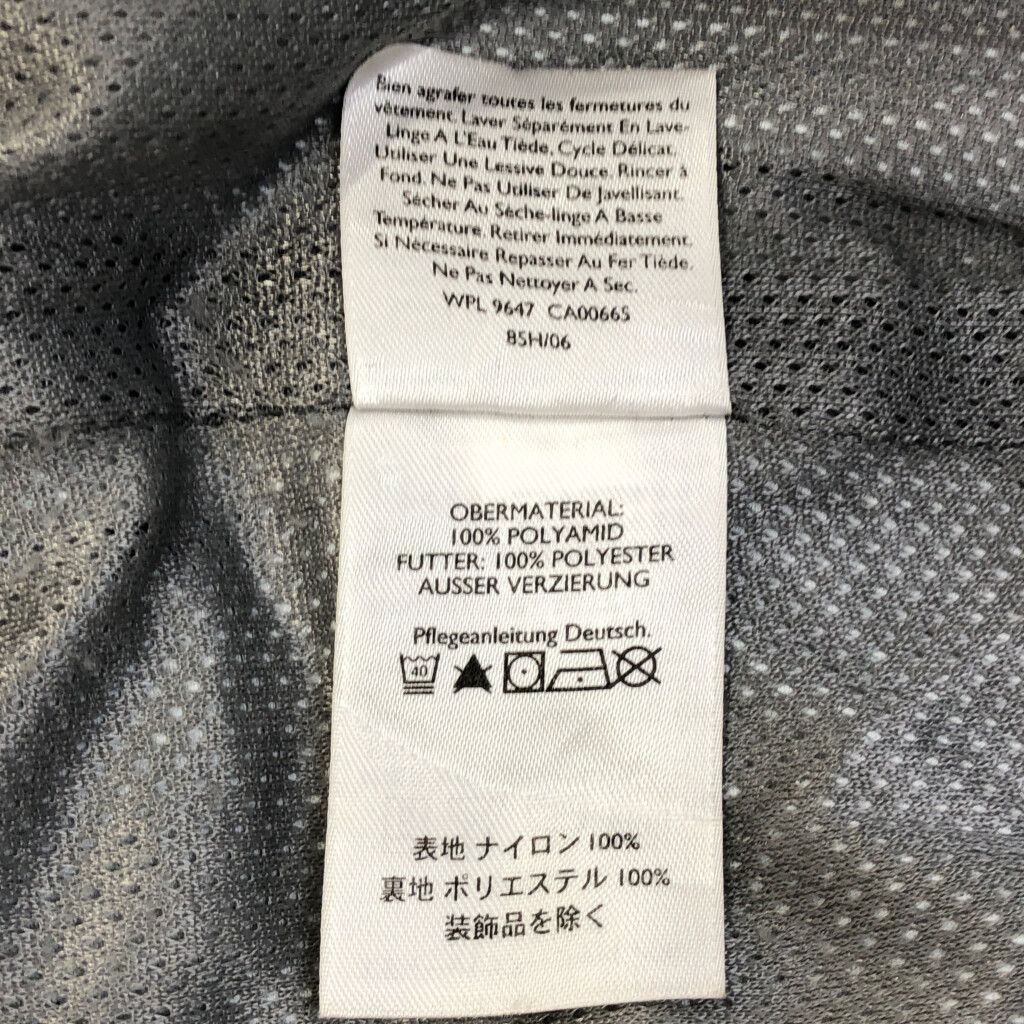 Bien agrafer toutes les fermetures du
vêtement. Laver Séparément En Lave-
Linge A L'Eau Tiède, Cycle Délicat.
Utiliser Une Lessive Douce. Rincer à
Fond. Ne Pas Utiliser De Javellisant.
Sécher Au Sèche-linge A Basse
Température. Retirer Immédiatement.
Si Nécessaire Repasser Au Fer Tiède.
Ne Pas Nettoyer A Sec.
WPL 9647 CA00665
85H/06
OBERMATERIAL:
100% POLYAMID
FUTTER: 100% POLYESTER
AUSSER VERZIERUNG
Pflegeanleitung Deutsch.
40
表地 ナイロン 100%
裏地 ポリエステル 100%
装飾品を除く